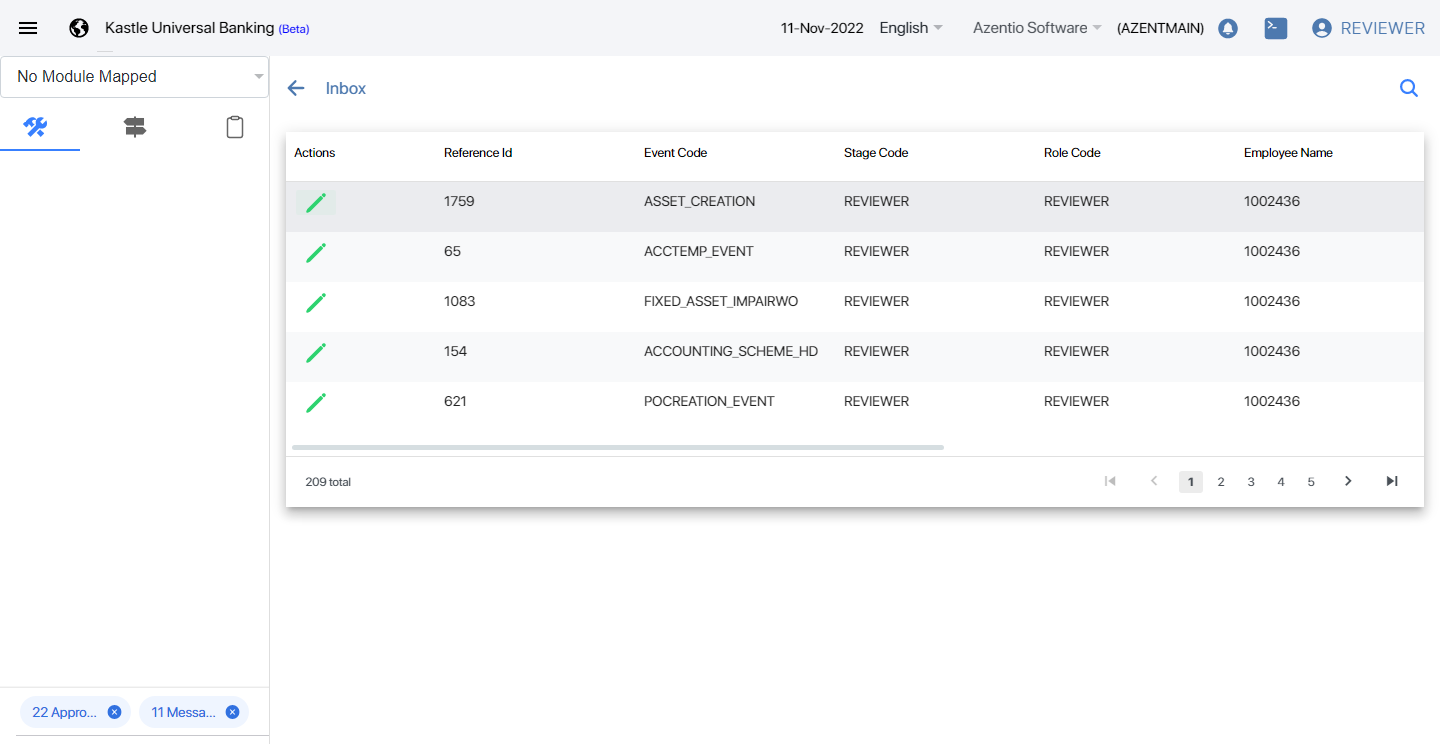 Kastle Universal Banking (Beta)
11-Nov-2022 English Azentio Software (AZENTMAIN) REVIEWER
No Module Mapped
Inbox
Actions Reference Id Event Code Stage Code Role Code Employee Name
1759 ASSET_CREATION REVIEWER REVIEWER 1002436
65 ACCTEMP_EVENT REVIEWER REVIEWER 1002436
1083 FIXED_ASSET_IMPAIRWO REVIEWER REVIEWER 1002436
154 ACCOUNTING_SCHEME_HD REVIEWER REVIEWER 1002436
621 POCREATION_EVENT REVIEWER REVIEWER 1002436
209 total 1 2 3 4 5
22 Appro... 11 Messa...